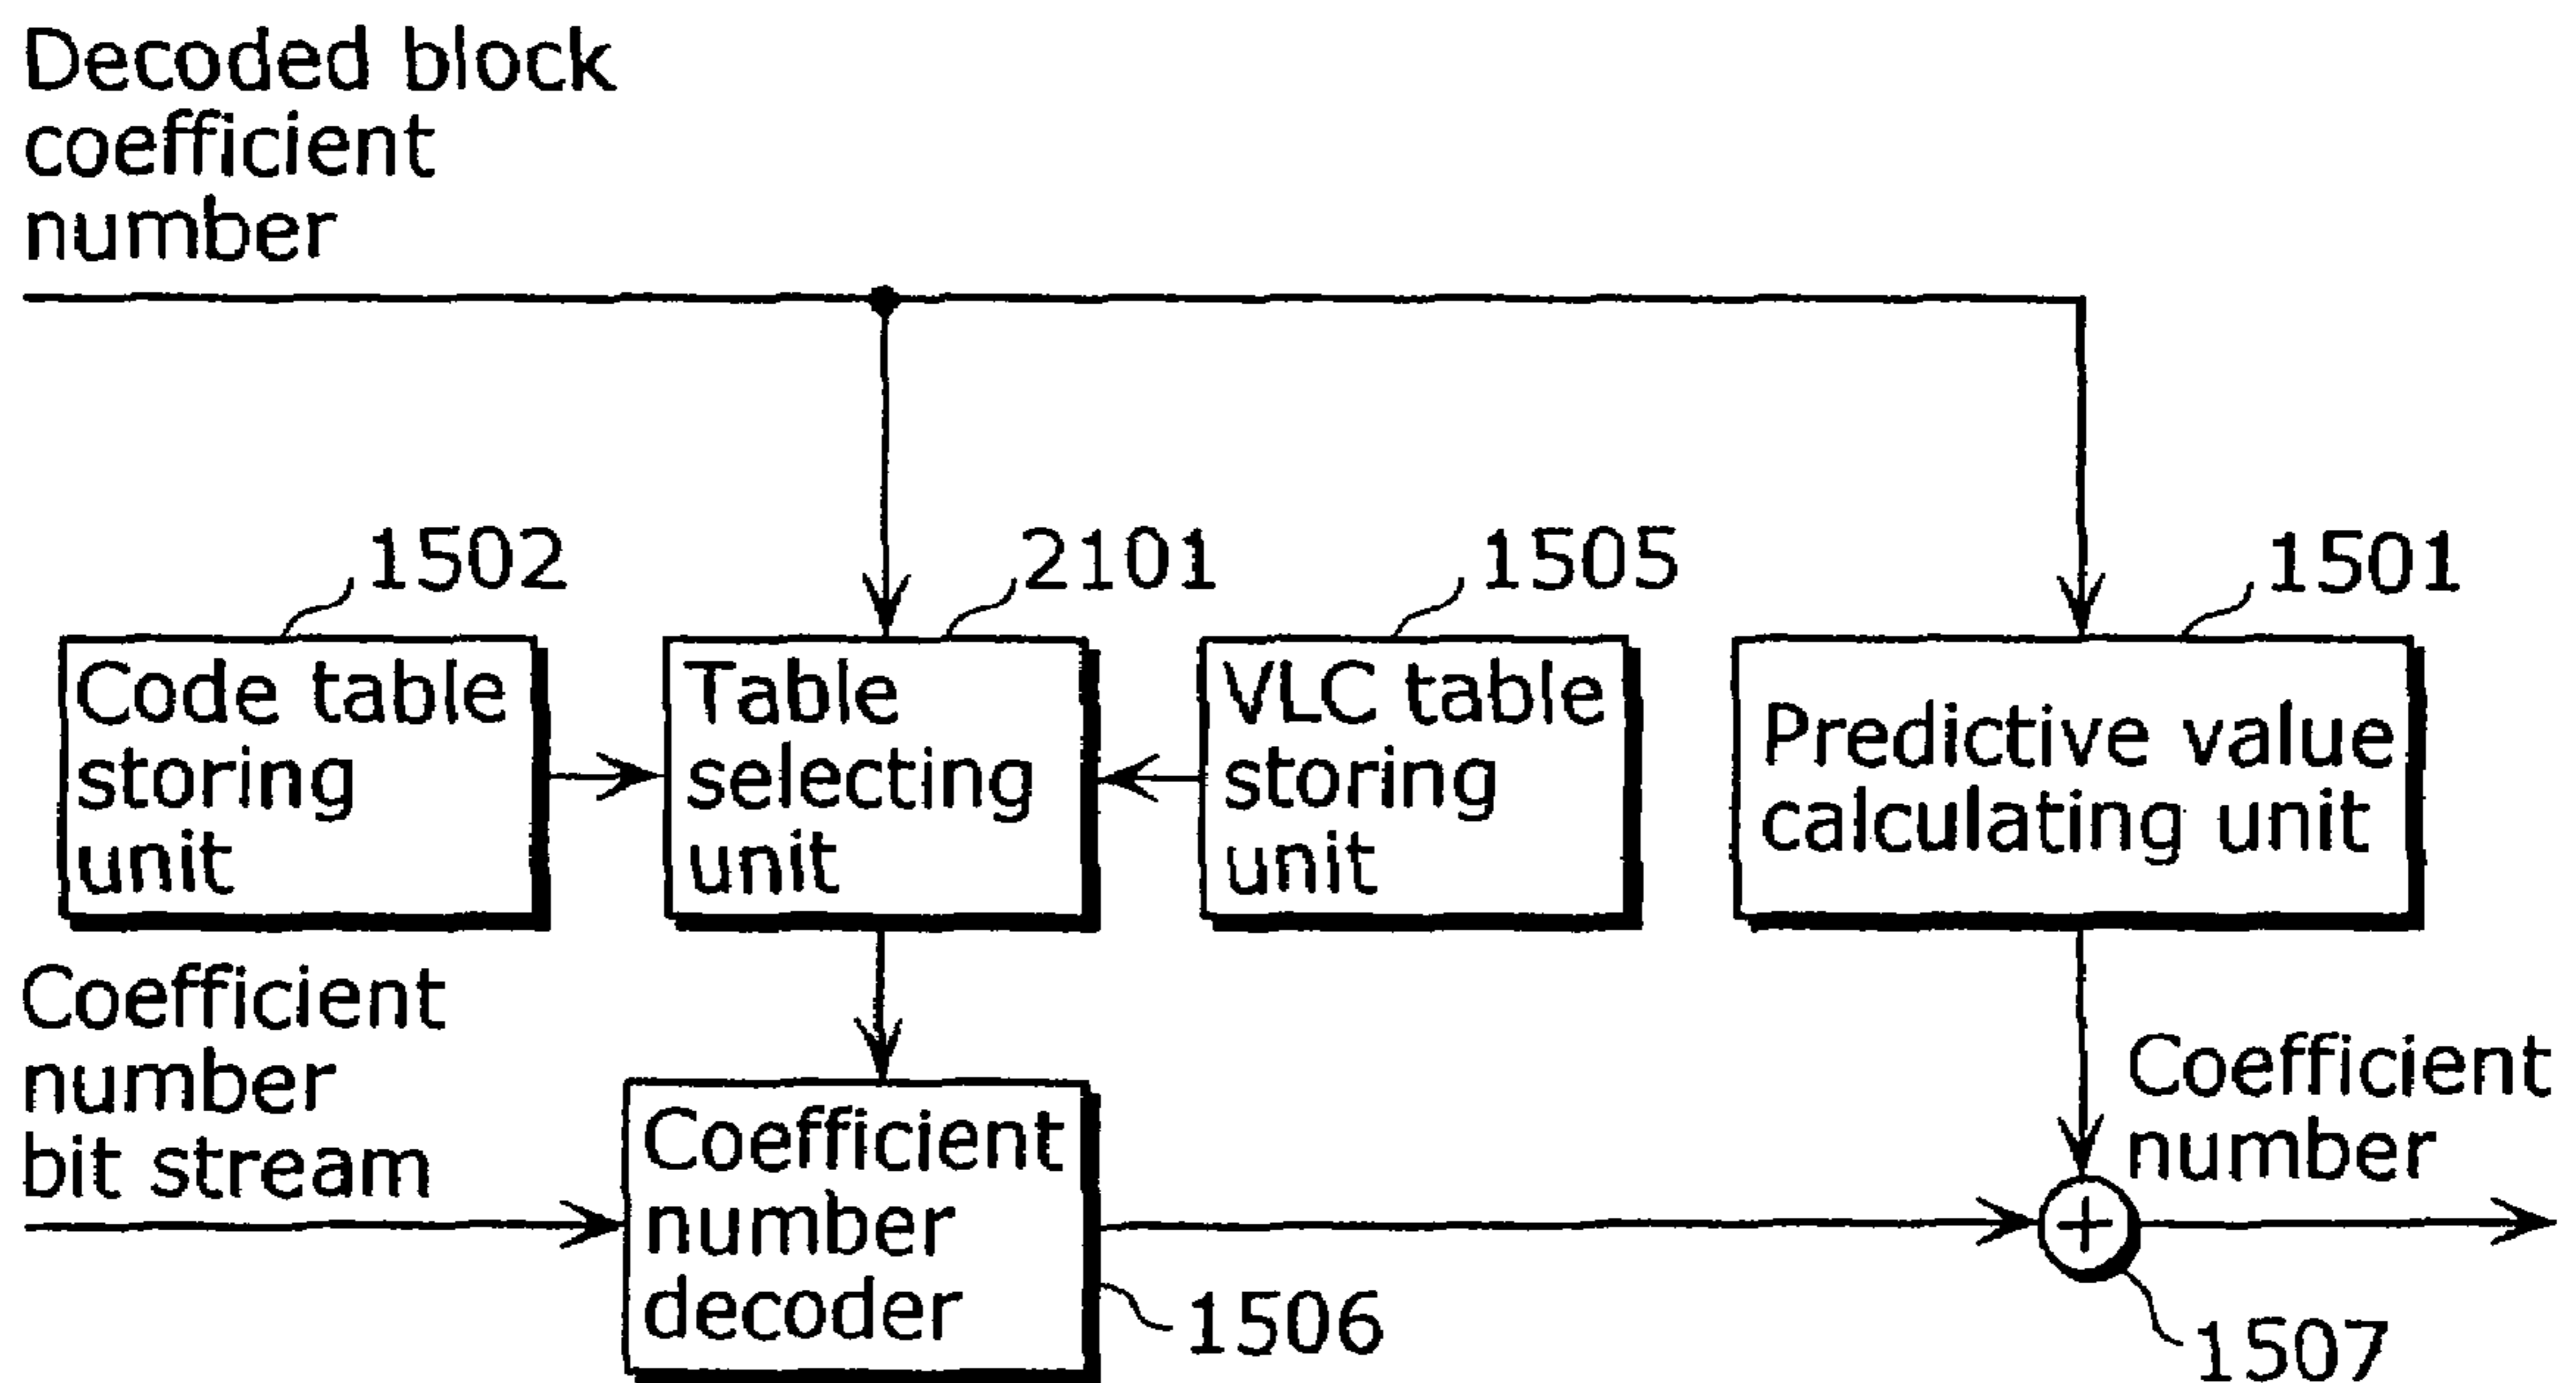 Decoded block
coefficient
number
1502
2101
1505
1501
Code table
storing
unit
Table
selecting
unit
VLC table
storing
unit
Predictive value
calculating unit
Coefficient
number
bit stream
Coefficient
number
decoder
1506
Coefficient
number
+
1507